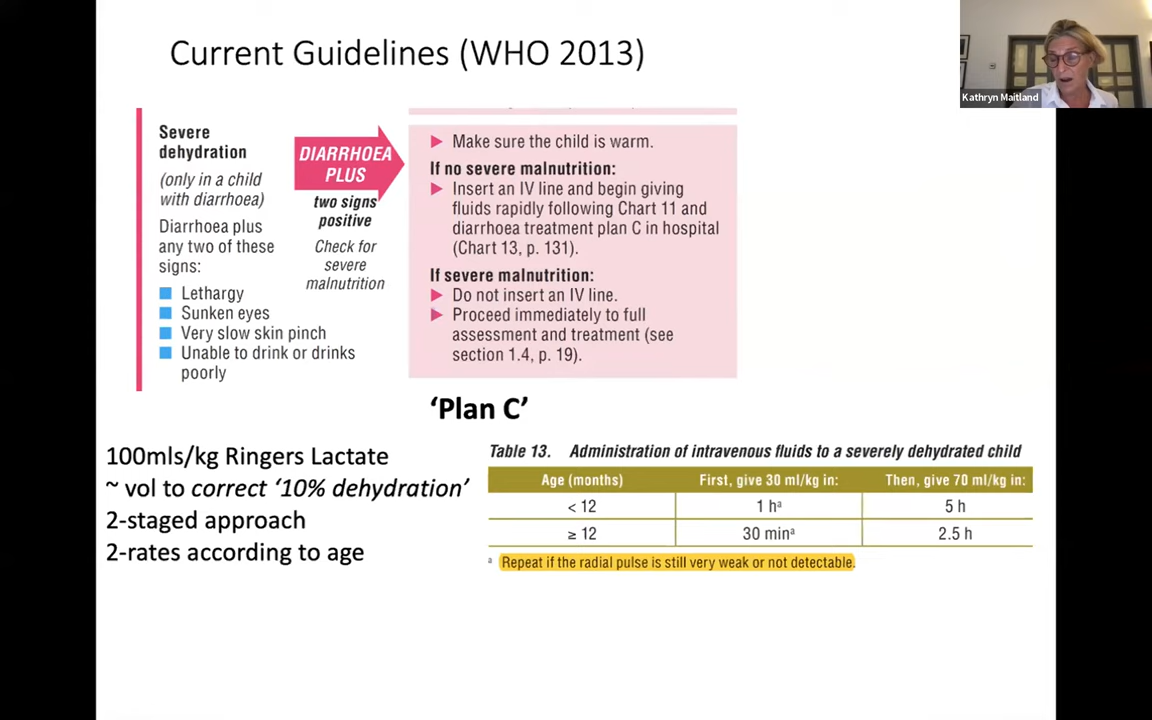 Current Guidelines (WHO 2013)
Kathryn Maitland
Severe
dehydration
(only in a child
with diarrhoea)
Diarrhoea plus
any two of these
signs:
Lethargy
Sunken eyes
Very slow skin pinch
Unable to drink or drinks
poorly
DIARRHOEA
PLUS
two signs
positive
Check for
severe
malnutrition
Make sure the child is warm.
If no severe malnutrition:
Insert an IV line and begin giving
fluids rapidly following Chart 11 and
diarrhoea treatment plan C in hospital
(Chart 13, p. 131).
If severe malnutrition:
Do not insert an IV line.
Proceed immediately to full
assessment and treatment (see
section 1.4, p. 19).
‘Plan C’
100mls/kg Ringers Lactate
~ vol to correct ‘10% dehydration’
2-staged approach
2-rates according to age
Table 13. Administration of intravenous fluids to a severely dehydrated child
Age (months) First, give 30 ml/kg in: Then, give 70 ml/kg in:
< 12 1 hª 5 h
≥ 12 30 minª 2.5 h
ª Repeat if the radial pulse is still very weak or not detectable.